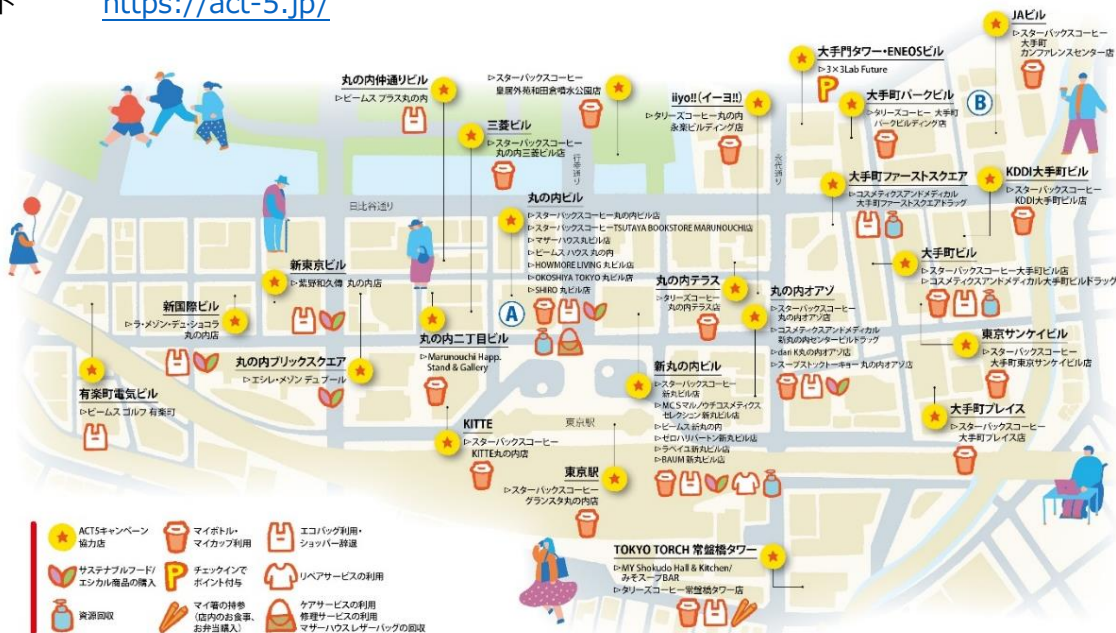 https://act-5.jp/
JAビル
▷スターバックスコーヒー
大手町
カンファレンスセンター店
大手門タワー・ENEOSビル
▷3×3Lab Future
P
大手町パークビル
▷タリーズコーヒー 大手町
パークビルディング店
B
丸の内仲通りビル
▷ビームス プラス丸の内
▷スターバックスコーヒー
皇居外苑和田倉噴水公園店
iiyo!!(イーヨ!!)
▷タリーズコーヒー丸の内
永楽ビルディング店
三菱ビル
▷スターバックスコーヒー
丸の内三菱ビル店
行幸通り
永代通り
日比谷通り
大手町ファーストスクエア
▷コスメティクスアンドメディカル
大手町ファーストスクエアドラッグ
KDDI大手町ビル
▷スターバックスコーヒー
KDDI大手町ビル店
丸の内ビル
▷スターバックスコーヒー丸の内ビル店
▷スターバックスコーヒーTSUTAYA BOOKSTORE MARUNOUCHI店
▷マザーハウス丸ビル店
▷ビームス ハウス 丸の内
▷HOWMORE LIVING 丸ビル店
▷OKOSHIYA TOKYO 丸ビル店
▷SHIRO 丸ビル店
A
大手町ビル
▷スターバックスコーヒー大手町ビル店
▷コスメティクスアンドメディカル大手町ビルドラッグ
新東京ビル
▷紫野和久傳 丸の内店
新国際ビル
▷ラ・メゾン・デュ・ショコラ
丸の内店
丸の内テラス
▷タリーズコーヒー
丸の内テラス店
丸の内オアゾ
▷スターバックスコーヒー
丸の内オアゾ店
▷コスメティクスアンドメディカル
新丸の内センタービルドラッグ
▷dari K丸の内オアゾ店
▷スープストックトーキョー 丸の内オアゾ店
東京サンケイビル
▷スターバックスコーヒー
大手町東京サンケイビル店
丸の内二丁目ビル
▷Marunouchi Happ.
Stand & Gallery
丸の内ブリックスクエア
▷エシレ・メゾン デュ ブール
新丸の内ビル
▷スターバックスコーヒー
新丸ビル店
▷MCSマルノウチコスメティクス
セレクション新丸ビル店
▷ビームス 新丸の内
▷ゼロハリバートン新丸ビル店
▷ラベイユ新丸ビル店
▷BAUM 新丸ビル店
有楽町電気ビル
▷ビームス ゴルフ 有楽町
大手町プレイス
▷スターバックスコーヒー
大手町プレイス店
KITTE
▷スターバックスコーヒー
KITTE丸の内店
東京駅
東京駅
▷スターバックスコーヒー
グランスタ丸の内店
TOKYO TORCH 常盤橋タワー
▷MY Shokudo Hall & Kitchen/
みそスープBAR
▷タリーズコーヒー常盤橋タワー店
ACT5キャンペーン
協力店
マイボトル・
マイカップ利用
エコバッグ利用・
ショッパー辞退
サステナブルフード/
エシカル商品の購入
P
チェックインで
ポイント付与
リペアサービスの利用
資源回収
マイ箸の持参
(店内のお食事、
お弁当購入)
ケアサービスの利用
修理サービスの利用
マザーハウス レザーバッグの回収